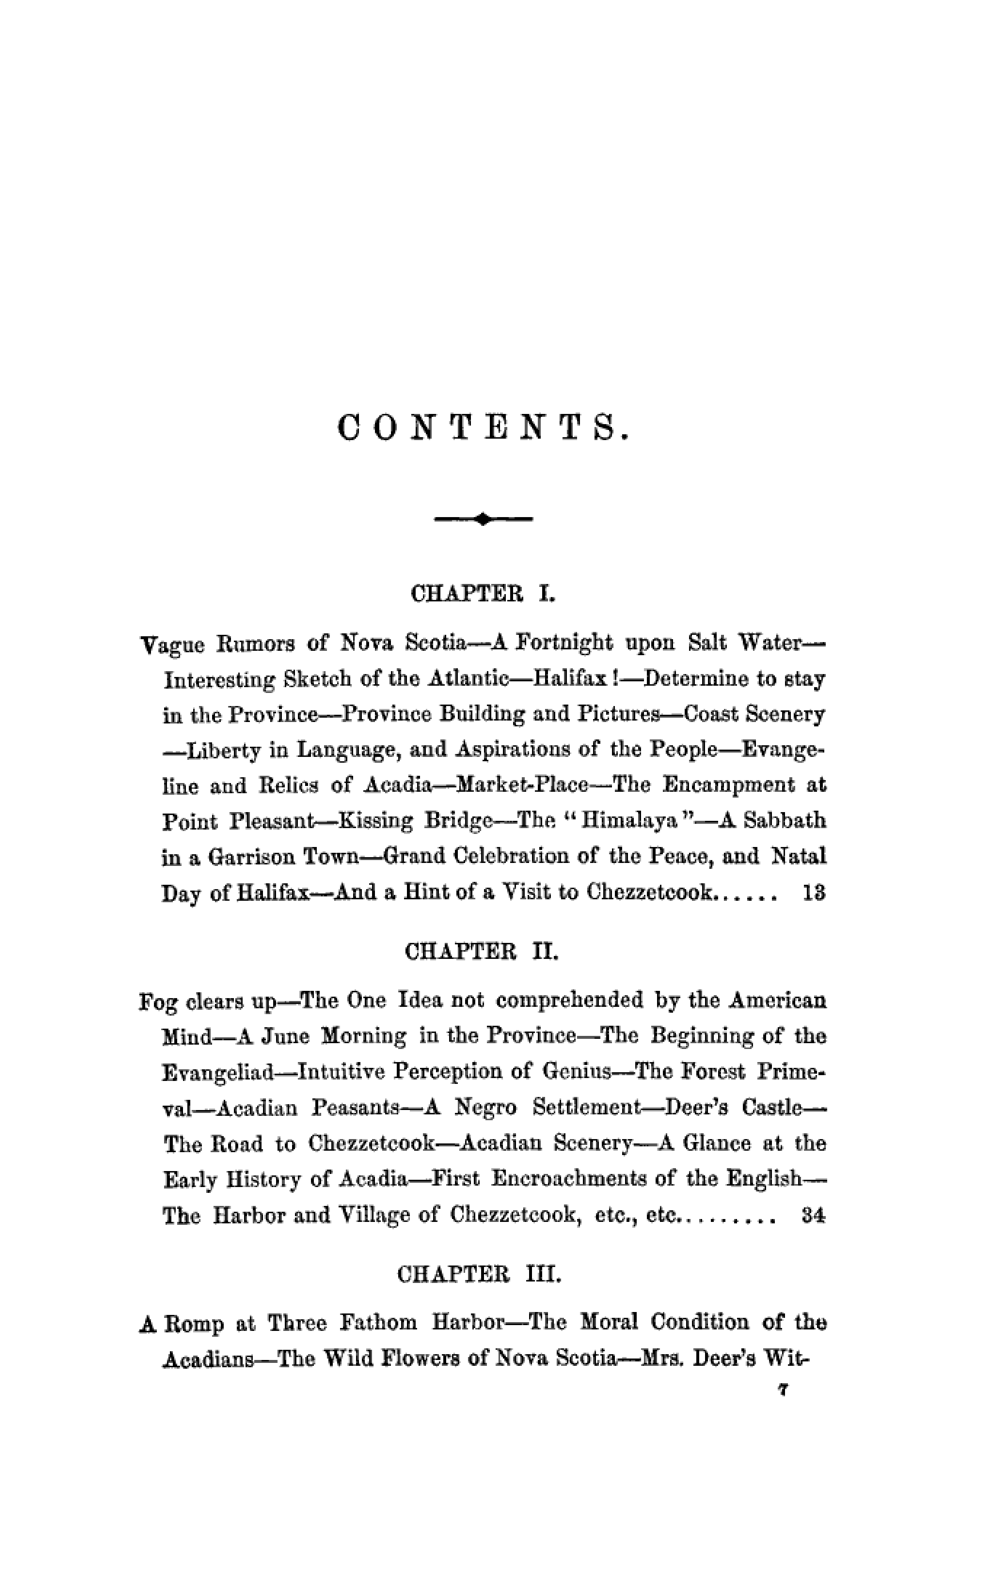 CONTENTS.
CHAPTER I.
Vague Rumors of Nova Scotia—A Fortnight upon Salt Water—
Interesting Sketch of the Atlantic—Halifax!—Determine to stay
in the Province—Province Building and Pictures—Coast Scenery
—Liberty in Language, and Aspirations of the People—Evange-
line and Relics of Acadia—Market-Place—The Encampment at
Point Pleasant—Kissing Bridge—The “Himalaya”—A Sabbath
in a Garrison Town—Grand Celebration of the Peace, and Natal
Day of Halifax—And a Hint of a Visit to Chezzetcook...... 13
CHAPTER II.
Fog clears up—The One Idea not comprehended by the American
Mind—A June Morning in the Province—The Beginning of the
Evangeliad—Intuitive Perception of Genius—The Forest Prime-
val—Acadian Peasants—A Negro Settlement—Deer’s Castle—
The Road to Chezzetcook—Acadian Scenery—A Glance at the
Early History of Acadia—First Encroachments of the English—
The Harbor and Village of Chezzetcook, etc., etc.......... 34
CHAPTER III.
A Romp at Three Fathom Harbor—The Moral Condition of the
Acadians—The Wild Flowers of Nova Scotia—Mrs. Deer’s Wit-
7